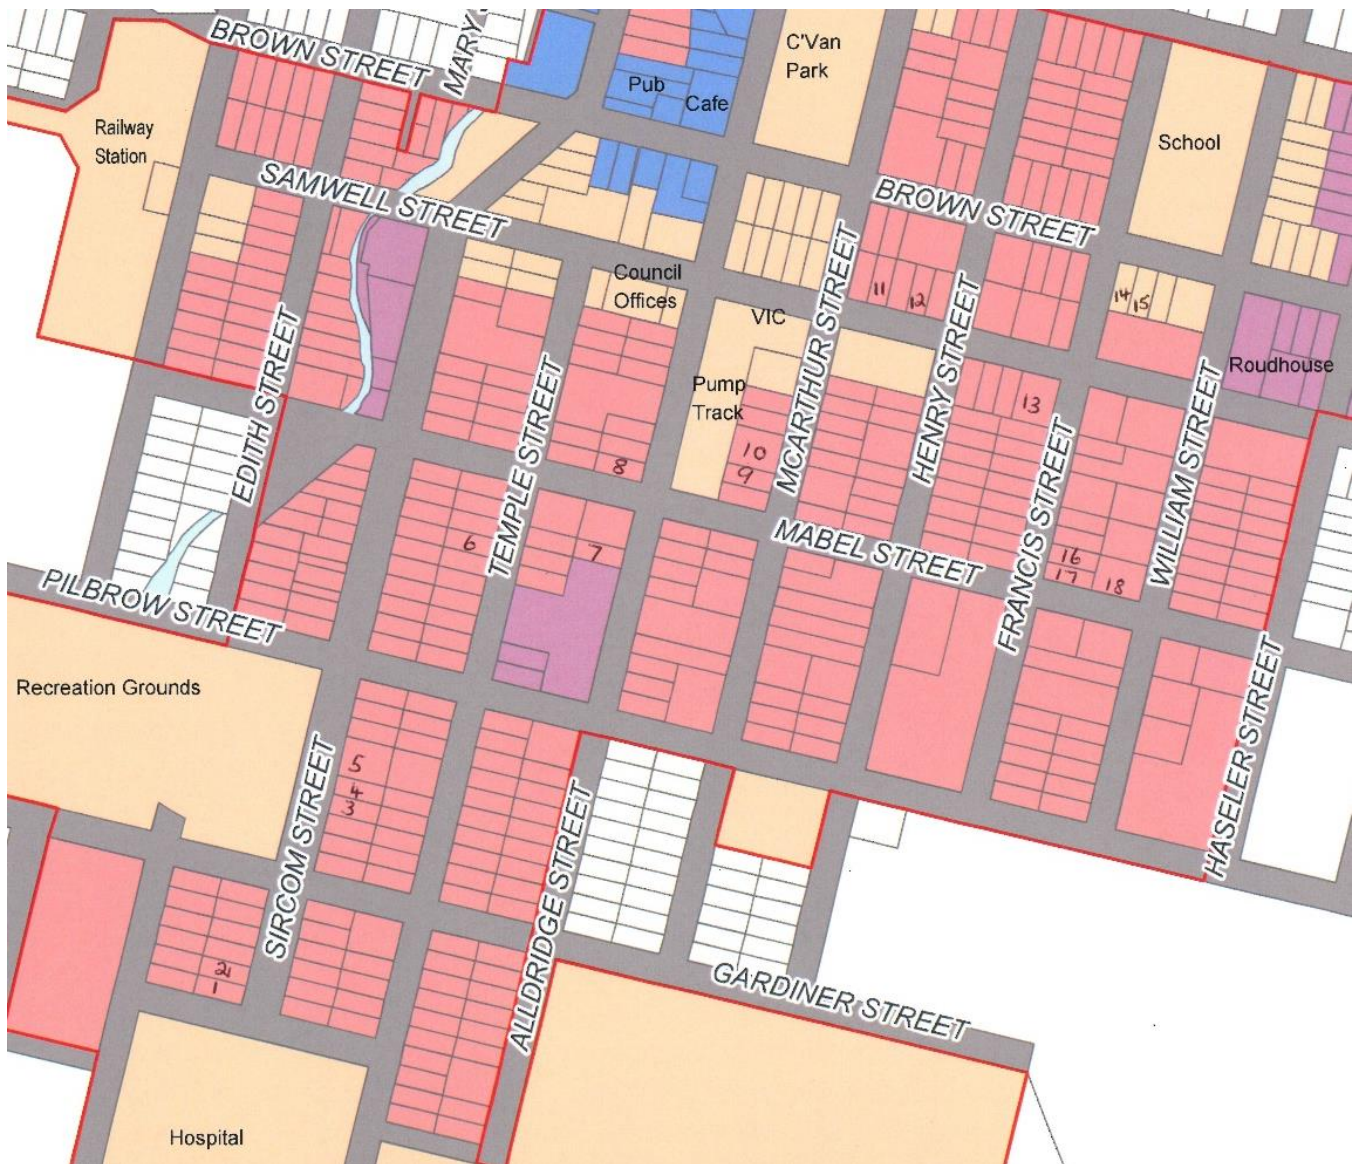 BROWN STREET
MARY
C'Van
Park
Pub
Cafe
Railway
Station
School
SAMWELL STREET
BROWN STREET
Council
Offices
11
12
14
15
VIC
MCARTHUR STREET
HENRY STREET
Roudhouse
EDITH STREET
TEMPLE STREET
Pump
Track
13
WILLIAM STREET
8
10
9
FRANCIS STREET
6
7
MABEL STREET
16
17
18
PILBROW STREET
Recreation Grounds
HASELER STREET
5
4
3
SIRCOM STREET
ALLDRIDGE STREET
2
1
GARDINER STREET
Hospital